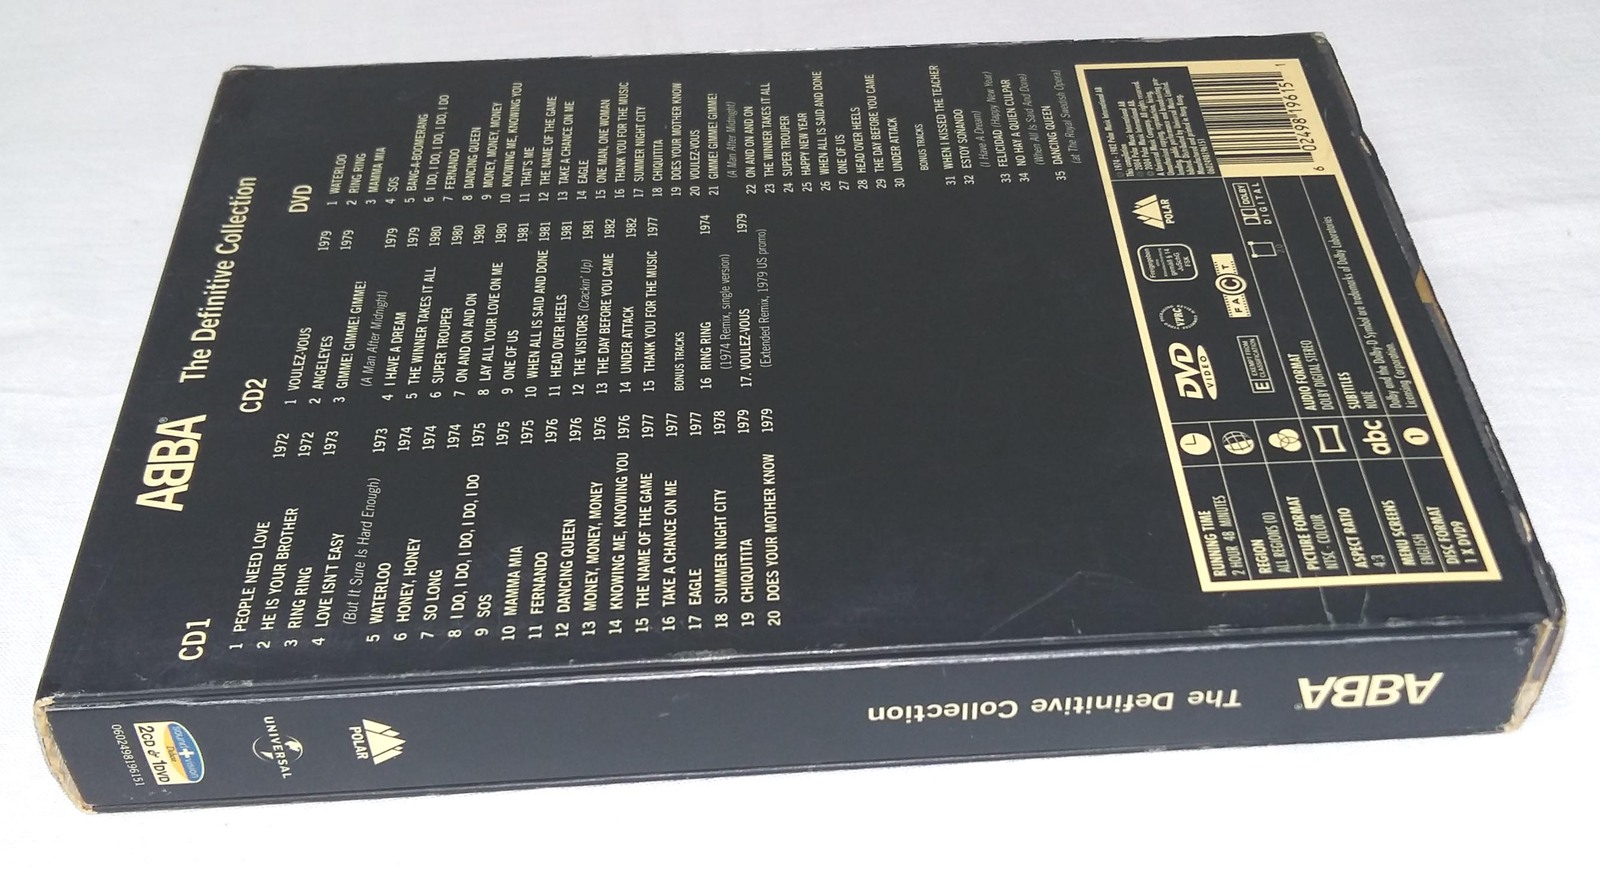 ABBA® The Definitive Collection
CD1
1 PEOPLE NEED LOVE 1972
2 HE IS YOUR BROTHER 1972
3 RING RING 1973
4 LOVE ISN'T EASY
(But It Sure Is Hard Enough) 1973
5 WATERLOO 1974
6 HONEY, HONEY 1974
7 SO LONG 1974
8 I DO, I DO, I DO, I DO, I DO 1975
9 SOS 1975
10 MAMMA MIA 1975
11 FERNANDO 1976
12 DANCING QUEEN 1976
13 MONEY, MONEY, MONEY 1976
14 KNOWING ME, KNOWING YOU 1976
15 THE NAME OF THE GAME 1977
16 TAKE A CHANCE ON ME 1977
17 EAGLE 1977
18 SUMMER NIGHT CITY 1978
19 CHIQUITITA 1979
20 DOES YOUR MOTHER KNOW 1979
CD2
1 VOULEZ-VOUS 1979
2 ANGELEYES 1979
3 GIMME! GIMME! GIMME!
(A Man After Midnight) 1979
4 I HAVE A DREAM 1979
5 THE WINNER TAKES IT ALL 1980
6 SUPER TROUPER 1980
7 ON AND ON AND ON 1980
8 LAY ALL YOUR LOVE ON ME 1980
9 ONE OF US 1981
10 WHEN ALL IS SAID AND DONE 1981
11 HEAD OVER HEELS 1981
12 THE VISITORS (Crackin' Up) 1981
13 THE DAY BEFORE YOU CAME 1982
14 UNDER ATTACK 1982
15 THANK YOU FOR THE MUSIC 1977
BONUS TRACKS
16 RING RING
(1974 Remix, single version) 1974
17. VOULEZ-VOUS 1979
(Extended Remix, 1979 US promo)
DVD
1 WATERLOO
2 RING RING
3 MAMMA MIA
4 SOS
5 BANG-A-BOOMERANG
6 I DO, I DO, I DO, I DO, I DO
7 FERNANDO
8 DANCING QUEEN
9 MONEY, MONEY, MONEY
10 KNOWING ME, KNOWING YOU
11 THAT'S ME
12 THE NAME OF THE GAME
13 TAKE A CHANCE ON ME
14 EAGLE
15 ONE MAN, ONE WOMAN
16 THANK YOU FOR THE MUSIC
17 SUMMER NIGHT CITY
18 CHIQUITITA
19 DOES YOUR MOTHER KNOW
20 VOULEZ-VOUS
21 GIMME! GIMME! GIMME!
(A Man After Midnight)
22 ON AND ON AND ON
23 THE WINNER TAKES IT ALL
24 SUPER TROUPER
25 HAPPY NEW YEAR
26 WHEN ALL IS SAID AND DONE
27 ONE OF US
28 HEAD OVER HEELS
29 THE DAY BEFORE YOU CAME
30 UNDER ATTACK
BONUS TRACKS
31 WHEN I KISSED THE TEACHER
32 ESTOY SOÑANDO
(I Have A Dream)
33 FELICIDAD (Happy New Year)
34 NO HAY A QUIEN CULPAR
(When All Is Said And Done)
35 DANCING QUEEN
(at The Royal Swedish Opera)
RUNNING TIME
2 HOUR 48 MINUTES
REGION
ALL REGIONS (0)
PICTURE FORMAT
NTSC - COLOUR
ASPECT RATIO
4:3
MENU SCREENS
ENGLISH
DISC FORMAT
1 X DVD9
abc
1
DVD
VIDEO
VPRC
E EXEMPT FROM CLASSIFICATION
F.A.C.T.
POLAR
DOLBY
DIGITAL
2.0
AUDIO FORMAT
DOLBY DIGITAL STEREO
SUBTITLES
NONE
Dolby and the Dolby-D symbol are trademarks of Dolby Laboratories
Licensing Corporation.
6 02498 19615 1
ABBA®
The Definitive Collection
POLAR
UNIVERSAL
sound+vision
Deluxe
2CD & 1DVD
0602498196151